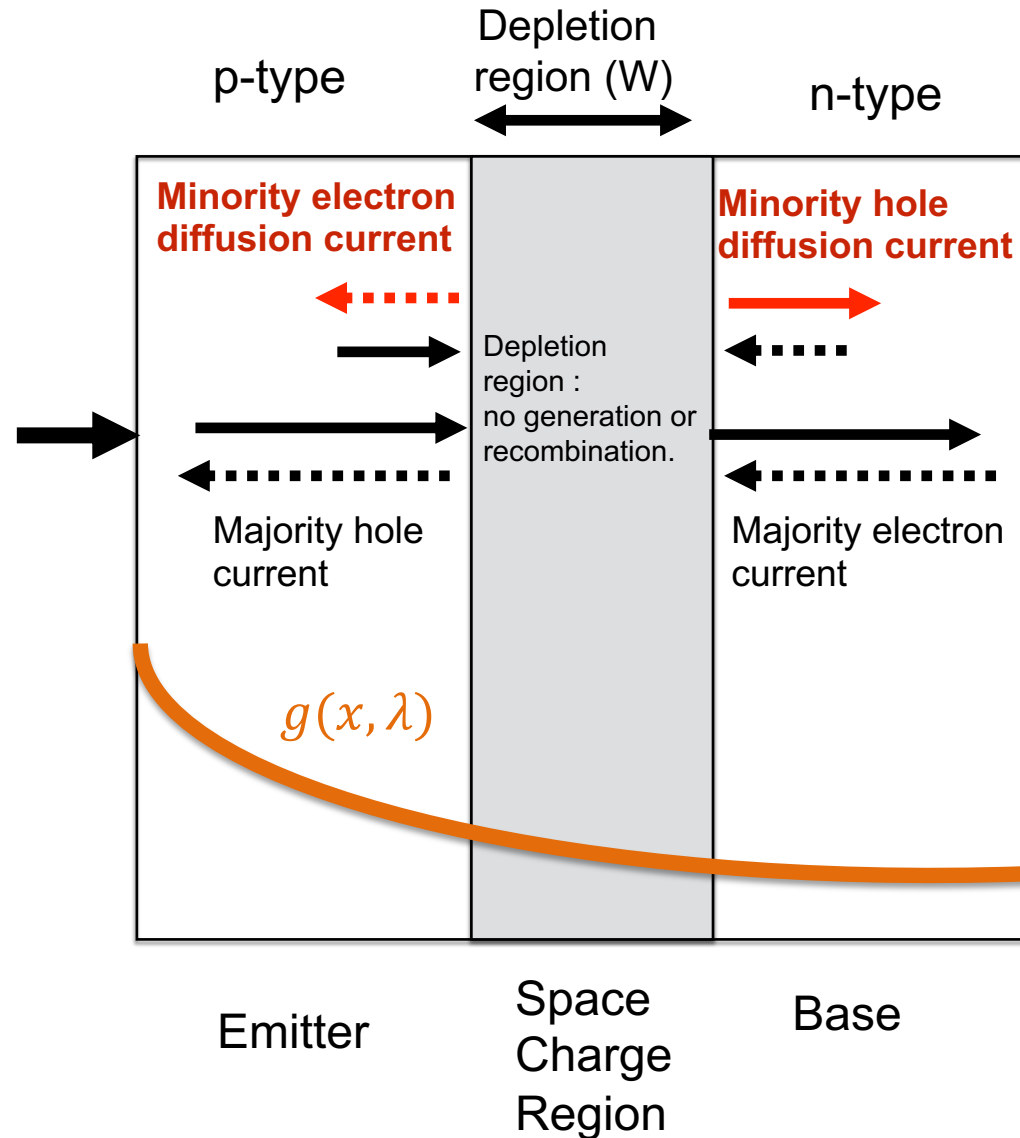 Depletion
region (W)
p-type
n-type
Minority electron
diffusion current
Minority hole
diffusion current
Depletion
region :
no generation or
recombination.
Majority hole
current
Majority electron
current
g(x, λ)
Emitter
Space
Charge
Region
Base